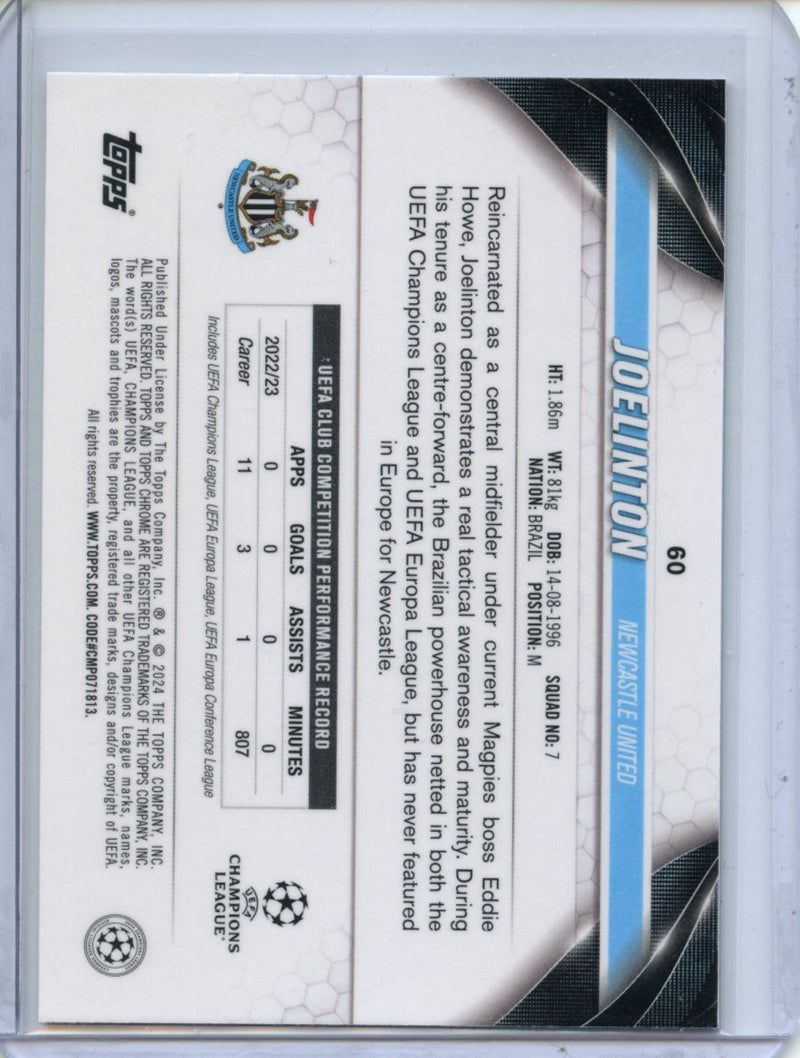 60
JOELINTON NEWCASTLE UNITED
HT: 1.86m WT: 81kg DOB: 14-08-1996 SQUAD NO: 7
NATION: BRAZIL POSITION: M
Reincarnated as a central midfielder under current Magpies boss Eddie
Howe, Joelinton demonstrates a real tactical awareness and maturity. During
his tenure as a centre-forward, the Brazilian powerhouse netted in both the
UEFA Champions League and UEFA Europa League, but has never featured
in Europe for Newcastle.
NEWCASTLE UNITED
UEFA CLUB COMPETITION PERFORMANCE RECORD
APPS GOALS ASSISTS MINUTES
2022/23 0 0 0 0
Career 11 3 1 807
Includes UEFA Champions League, UEFA Europa League, UEFA Europa Conference League
UEFA
CHAMPIONS
LEAGUE®
topps®
Published Under License by The Topps Company, Inc. ® & © 2024 THE TOPPS COMPANY, INC.
ALL RIGHTS RESERVED. TOPPS AND TOPPS CHROME ARE REGISTERED TRADEMARKS OF THE TOPPS COMPANY, INC.
The word(s) UEFA, CHAMPIONS LEAGUE, and all other UEFA Champions League marks, names,
logos, mascots and trophies are the property, registered trade marks, designs and/or copyright of UEFA.
All rights reserved. WWW.TOPPS.COM. CODE#CMP071813.